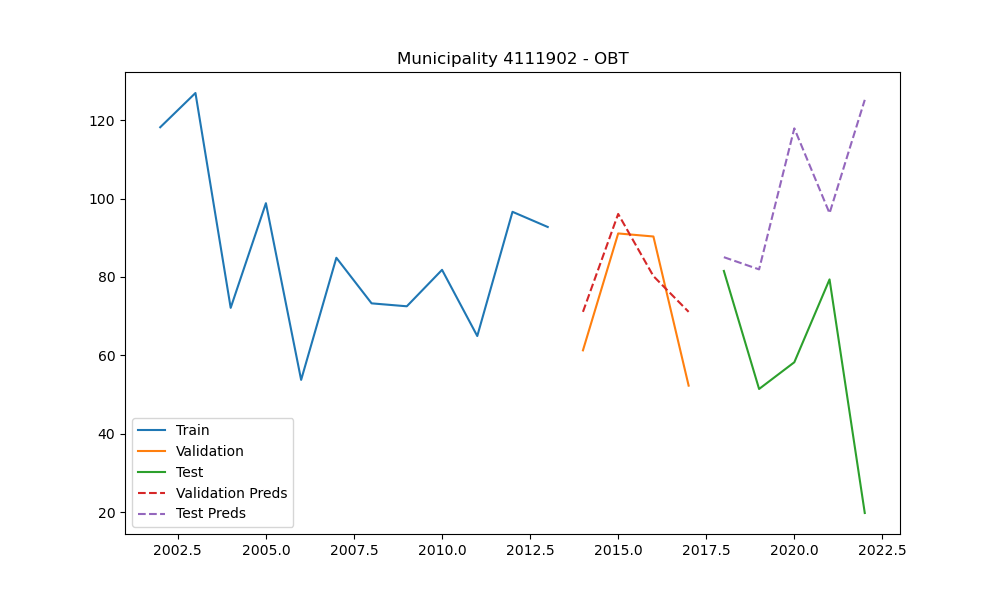 Municipality 4111902 - OBT
120
100
80
60
40
20
Train
Validation
Test
Validation Preds
Test Preds
2002.5 2005.0 2007.5 2010.0 2012.5 2015.0 2017.5 2020.0 2022.5